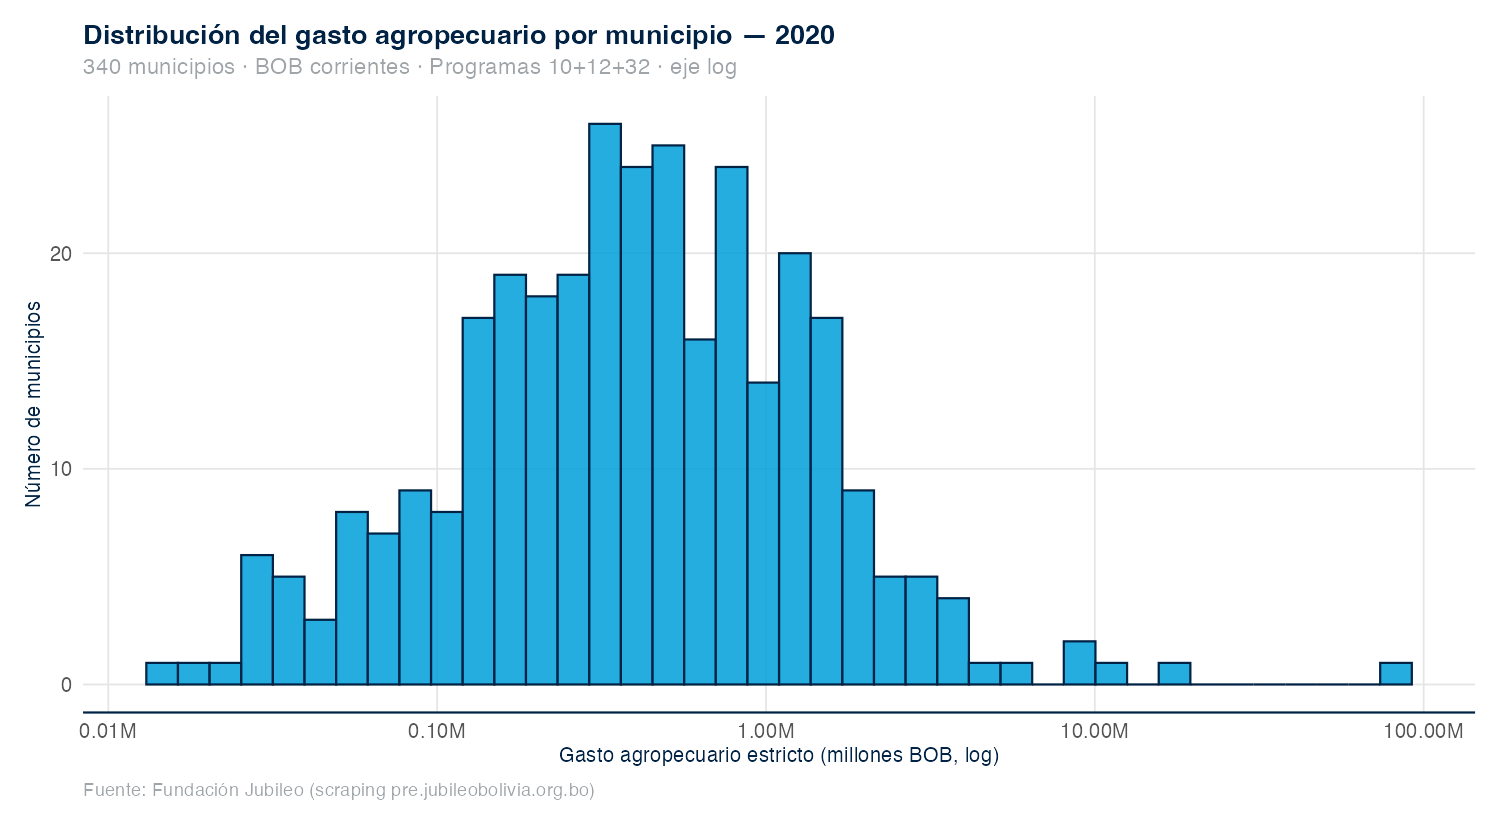 Distribución del gasto agropecuario por municipio — 2020
340 municipios · BOB corrientes · Programas 10+12+32 · eje log
Número de municipios
20
10
0
0.01M
0.10M
1.00M
10.00M
100.00M
Gasto agropecuario estricto (millones BOB, log)
Fuente: Fundación Jubileo (scraping pre.jubileobolivia.org.bo)